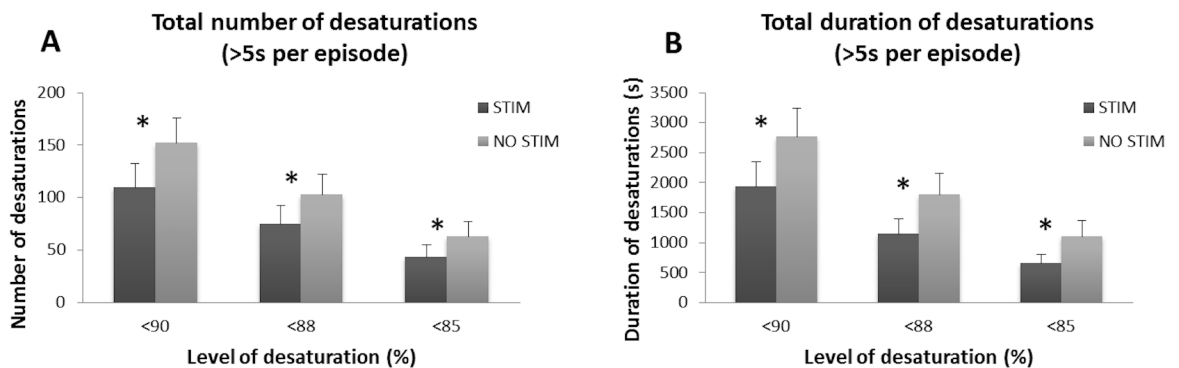 A
Total number of desaturations
(>5s per episode)
Number of desaturations
200
150
100
50
0
STIM
NO STIM
*
*
*
<90
<88
<85
Level of desaturation (%)
B
Total duration of desaturations
(>5s per episode)
Duration of desaturations (s)
3500
3000
2500
2000
1500
1000
500
0
STIM
NO STIM
*
*
*
<90
<88
<85
Level of desaturation (%)